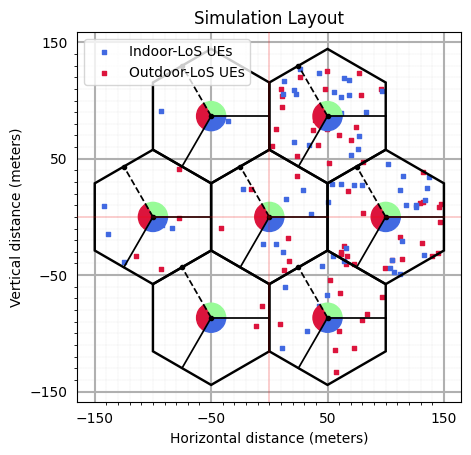 Simulation Layout
Indoor-LoS UEs
Outdoor-LoS UEs
150
50
−50
−150
Vertical distance (meters)
−150
−50
50
150
Horizontal distance (meters)